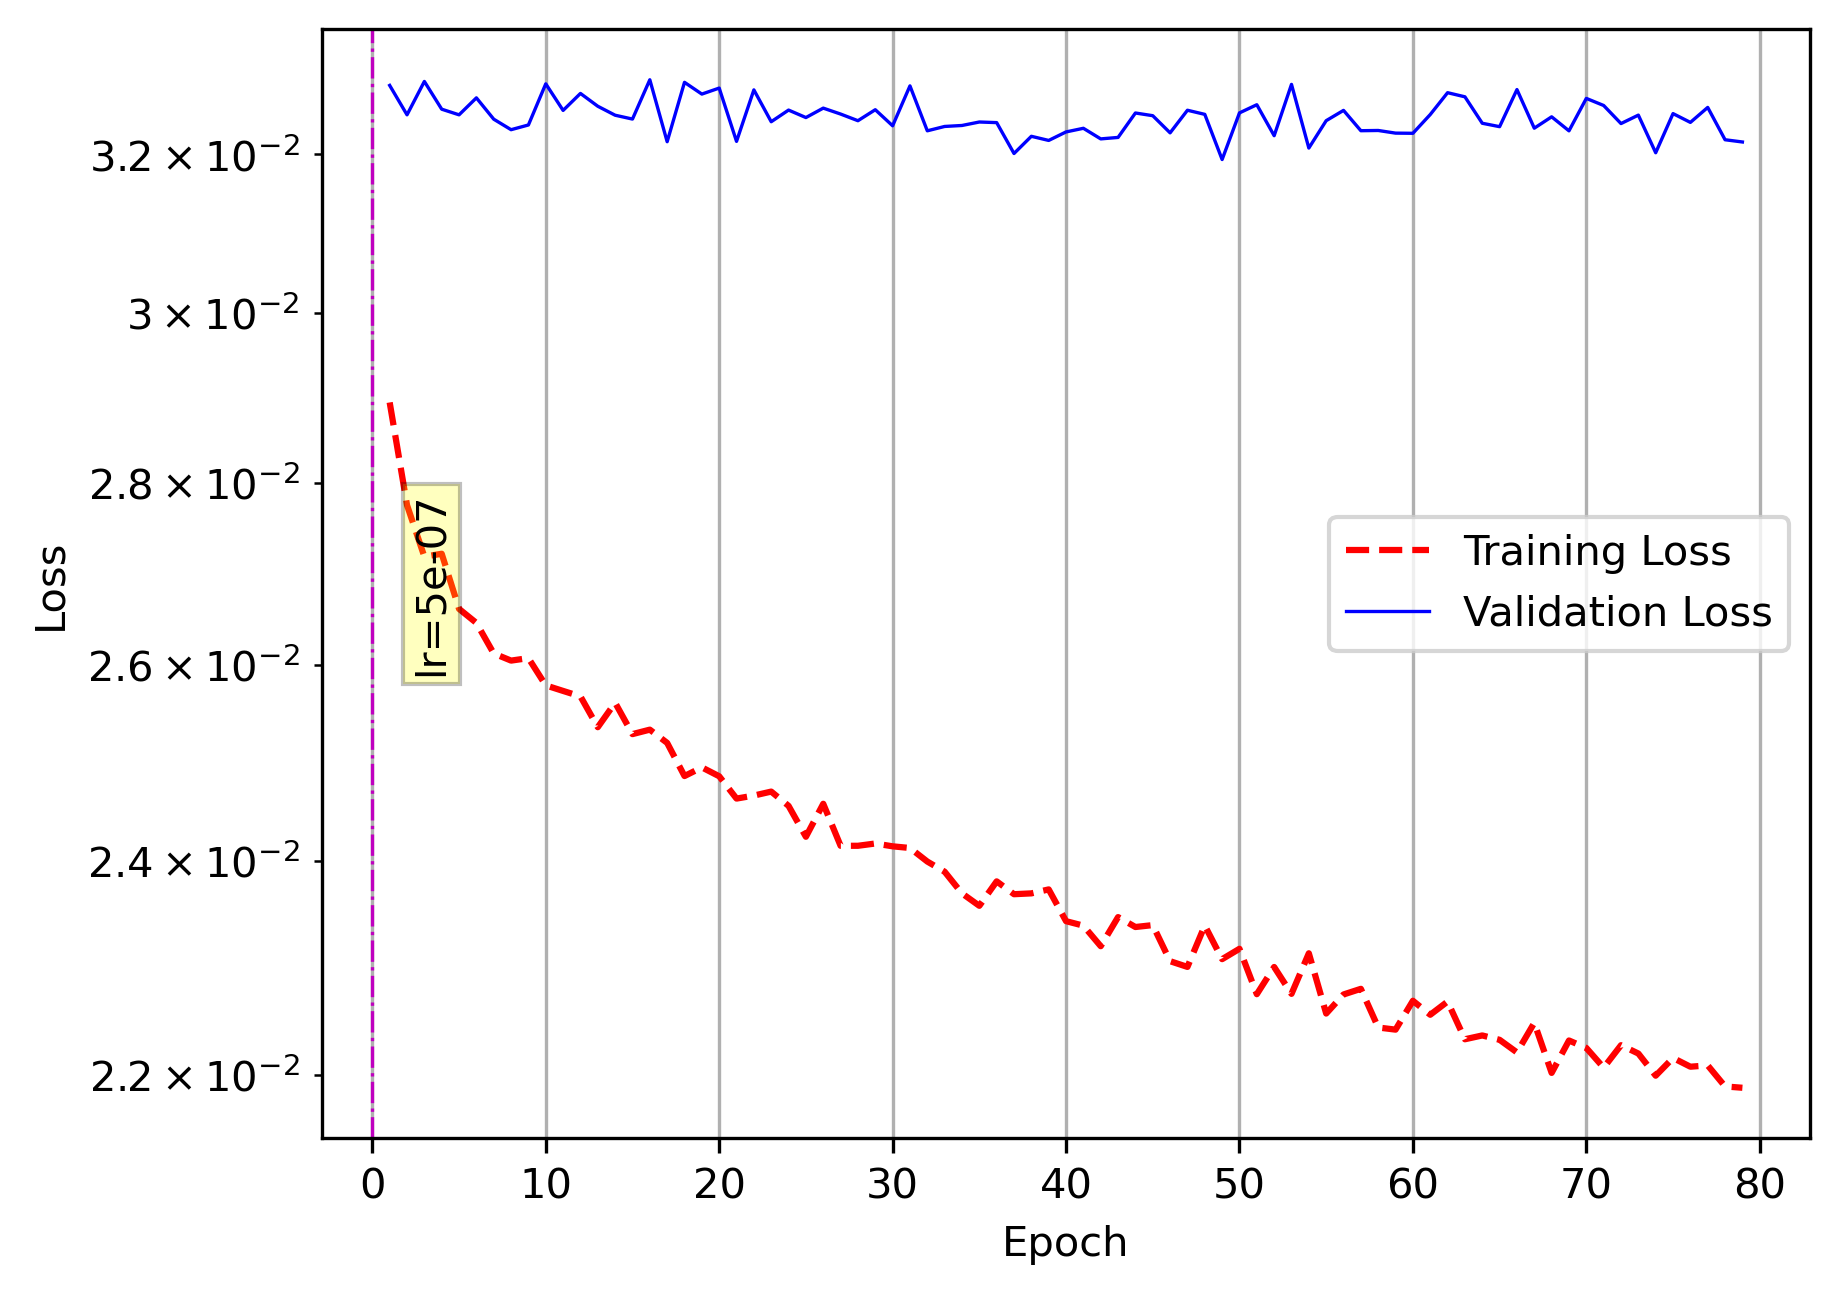 3.2 × 10⁻²
3 × 10⁻²
2.8 × 10⁻²
2.6 × 10⁻²
2.4 × 10⁻²
2.2 × 10⁻²
Loss
lr=5e-07
Training Loss
Validation Loss
0 10 20 30 40 50 60 70 80
Epoch